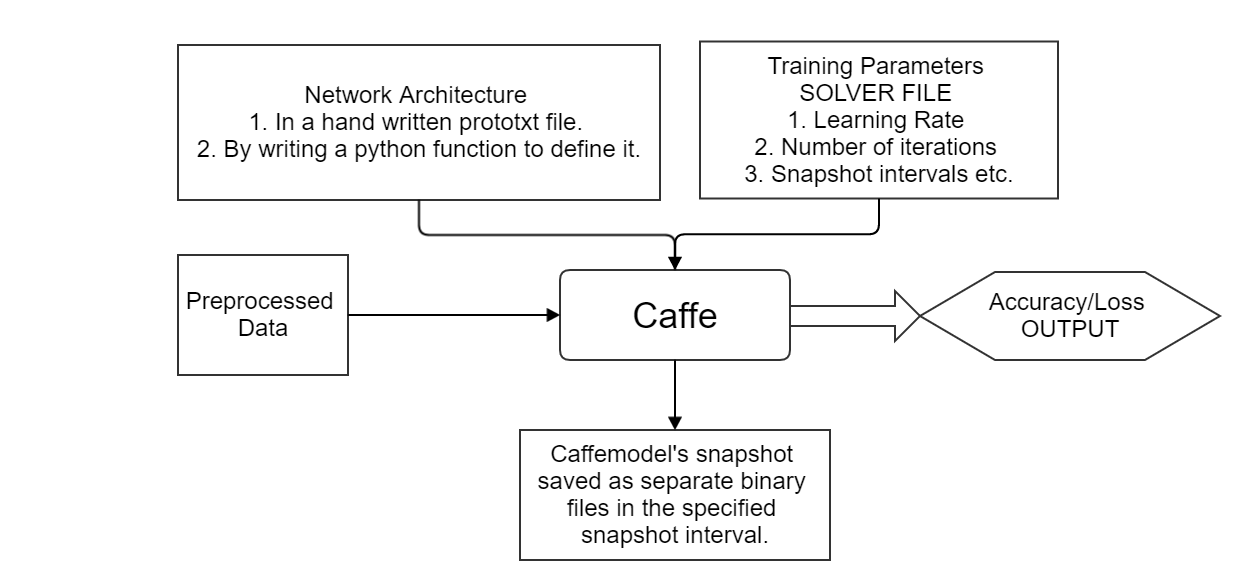 Network Architecture
1. In a hand written prototxt file.
2. By writing a python function to define it.
Training Parameters
SOLVER FILE
1. Learning Rate
2. Number of iterations
3. Snapshot intervals etc.
Preprocessed
Data
Caffe
Accuracy/Loss
OUTPUT
Caffemodel's snapshot
saved as separate binary
files in the specified
snapshot interval.